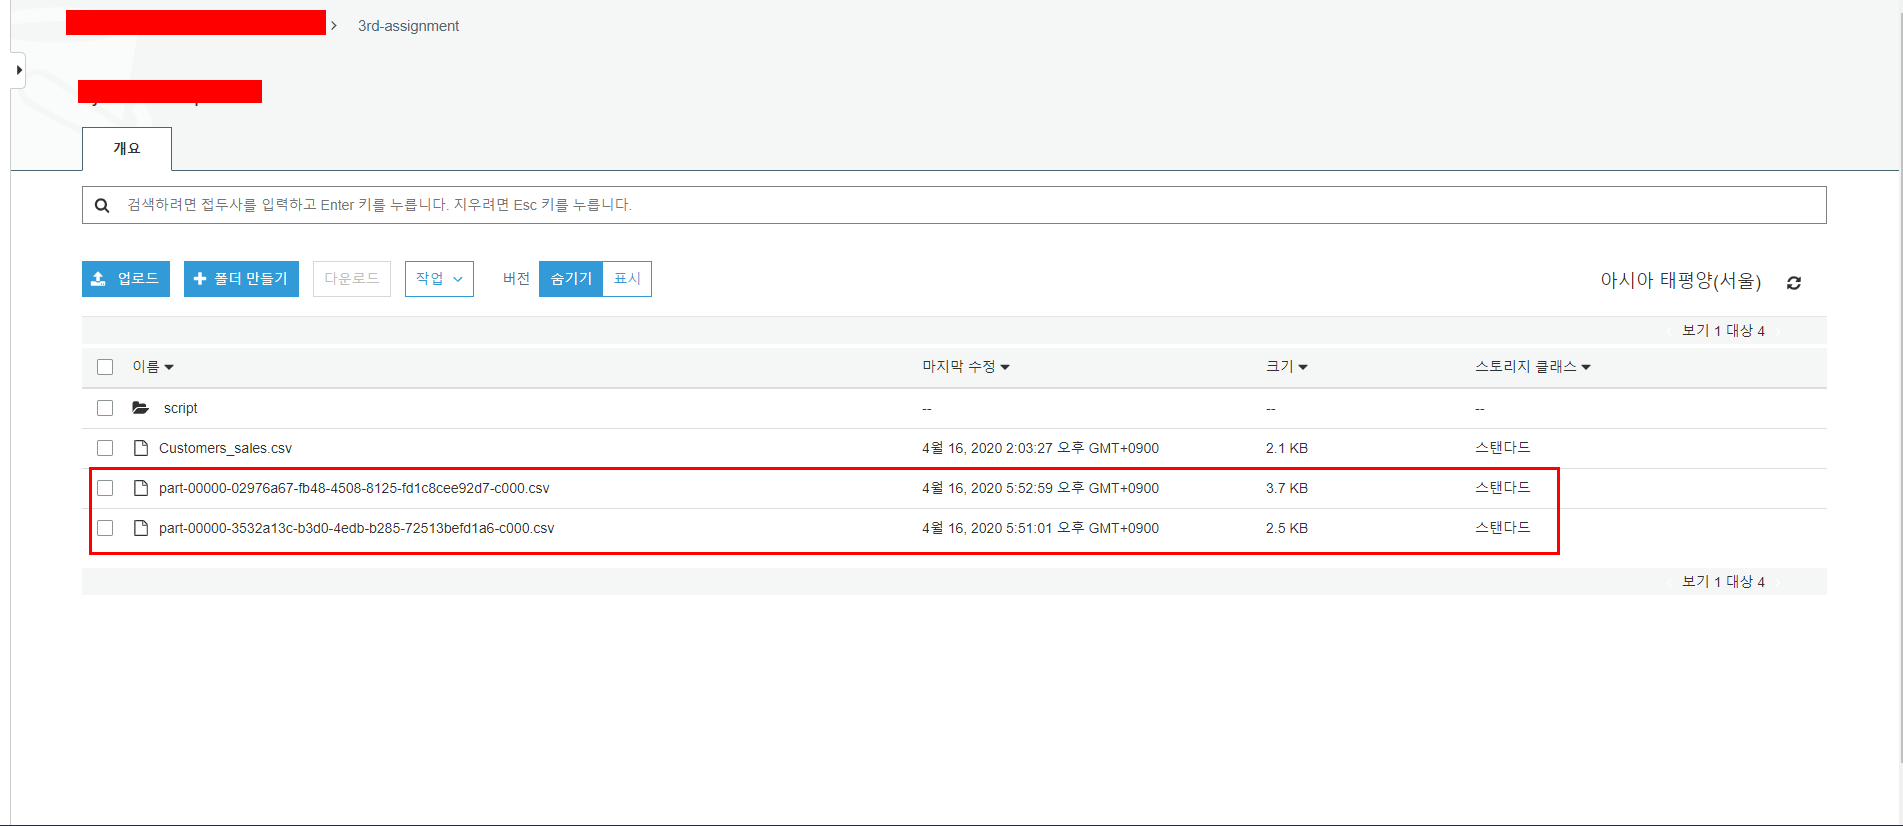 3rd-assignment
개요
검색하려면 접두사를 입력하고 Enter 키를 누릅니다. 지우려면 Esc 키를 누릅니다.
업로드 폴더 만들기 다운로드 작업 버전 숨기기 표시 아시아 태평양(서울)
보기 1 대상 4
이름 마지막 수정 크기 스토리지 클래스
script -- -- --
Customers_sales.csv 4월 16, 2020 2:03:27 오후 GMT+0900 2.1 KB 스탠다드
part-00000-02976a67-fb48-4508-8125-fd1c8cee92d7-c000.csv 4월 16, 2020 5:52:59 오후 GMT+0900 3.7 KB 스탠다드
part-00000-3532a13c-b3d0-4edb-b285-72513befd1a6-c000.csv 4월 16, 2020 5:51:01 오후 GMT+0900 2.5 KB 스탠다드
보기 1 대상 4